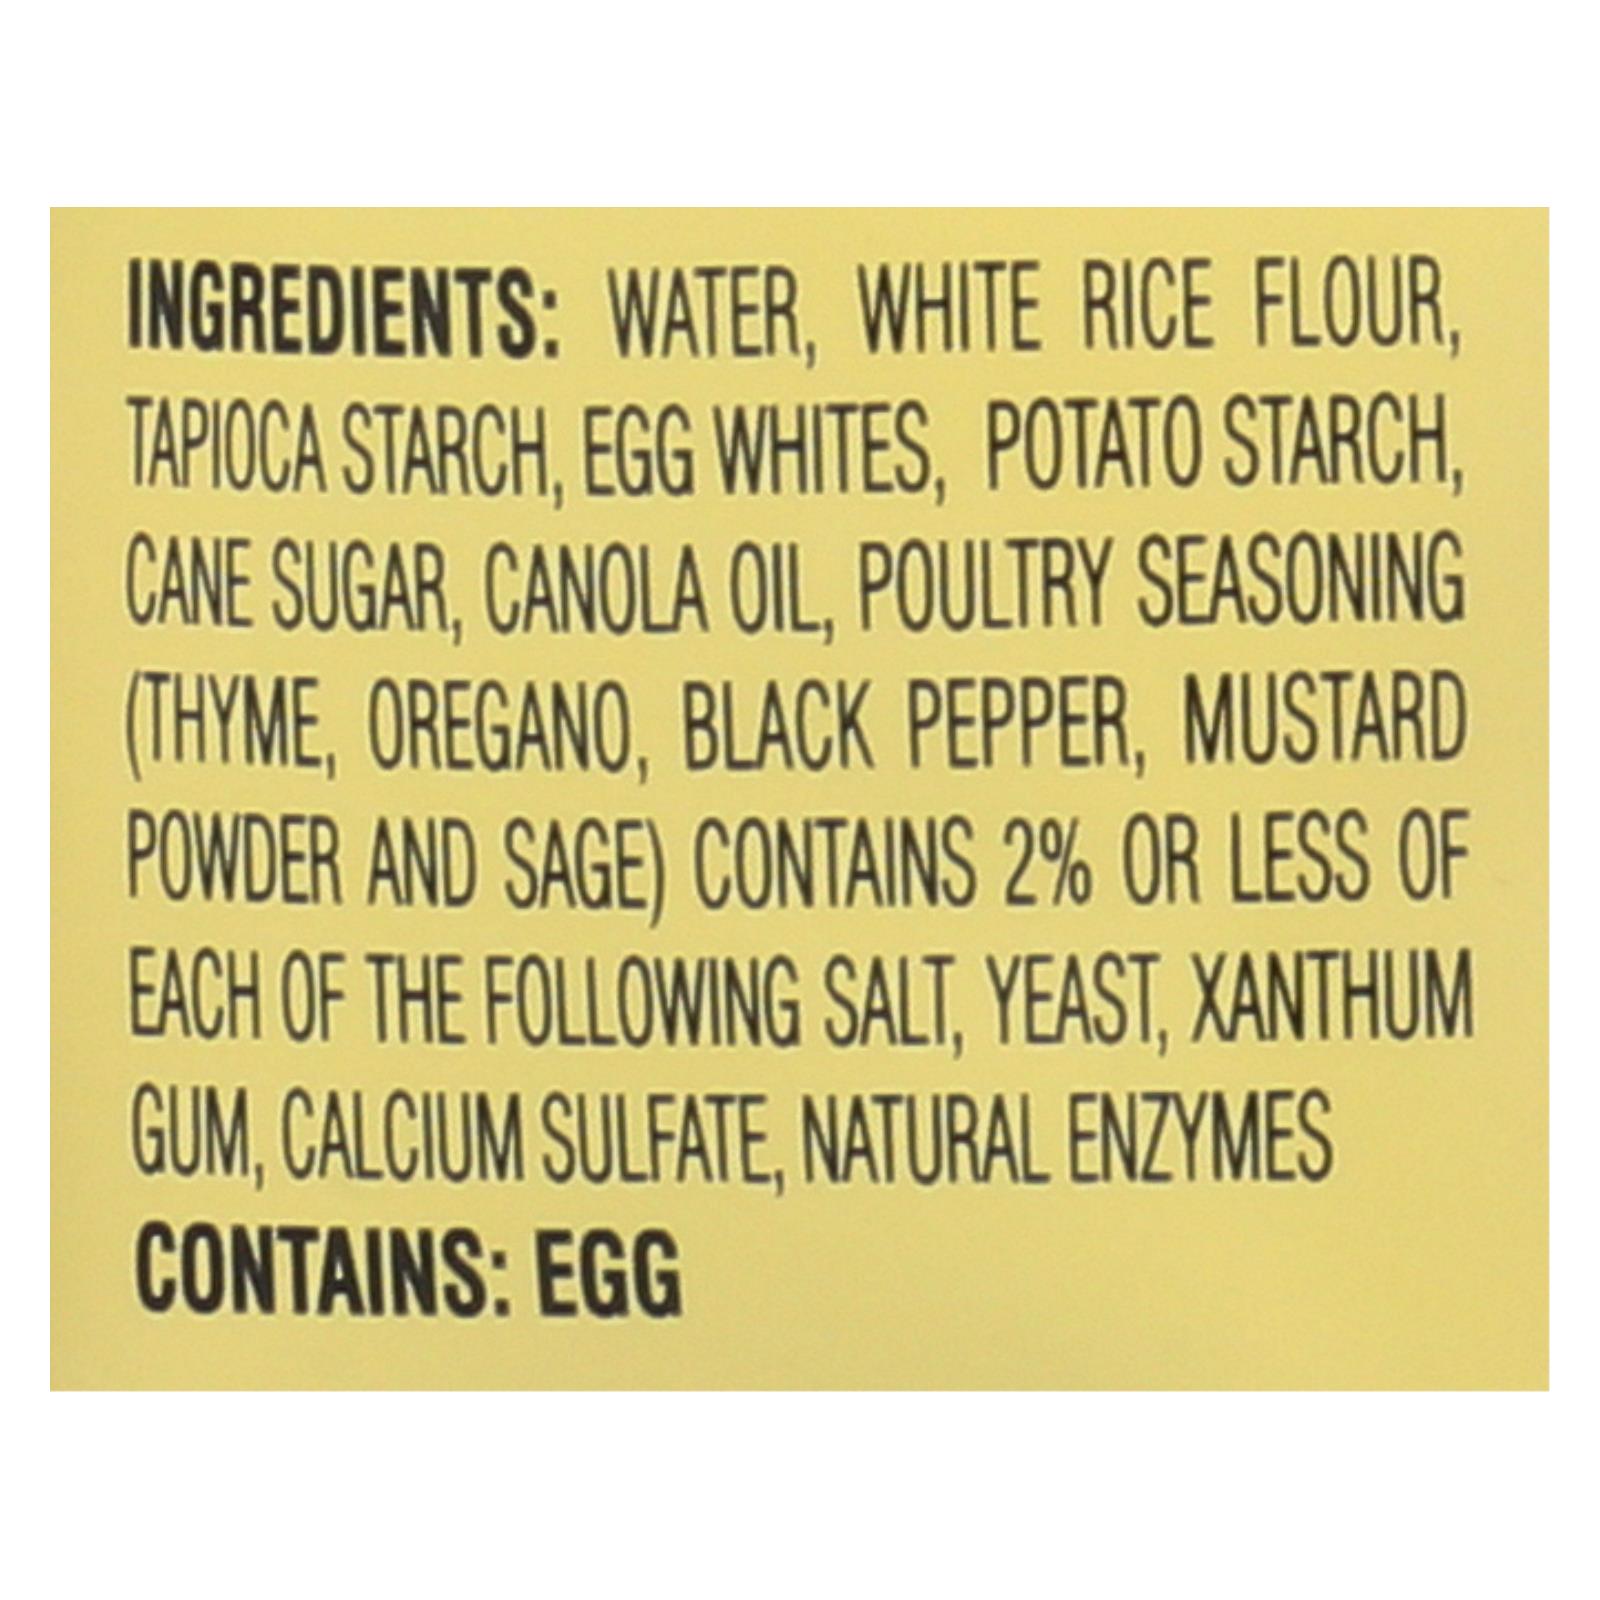 INGREDIENTS: WATER, WHITE RICE FLOUR,
TAPIOCA STARCH, EGG WHITES, POTATO STARCH,
CANE SUGAR, CANOLA OIL, POULTRY SEASONING
(THYME, OREGANO, BLACK PEPPER, MUSTARD
POWDER AND SAGE) CONTAINS 2% OR LESS OF
EACH OF THE FOLLOWING SALT, YEAST, XANTHUM
GUM, CALCIUM SULFATE, NATURAL ENZYMES
CONTAINS: EGG